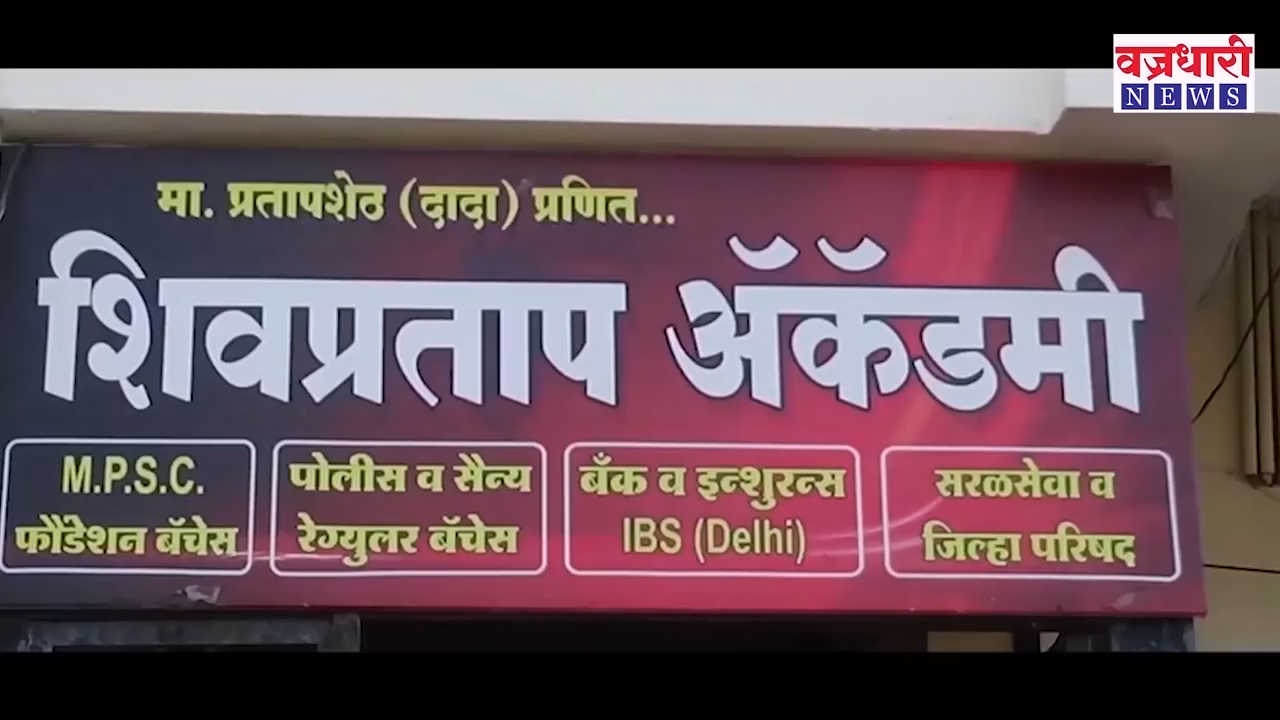 वज्रधारी
NEWS
मा. प्रतापशेठ (दादा) प्रणित...
शिवप्रताप ॲकॅडमी
M.P.S.C.
फौंडेशन बॅचेस
पोलीस व सैन्य
रेग्युलर बॅचेस
बँक व इन्शुरन्स
IBS (Delhi)
सरळसेवा व
जिल्हा परिषद